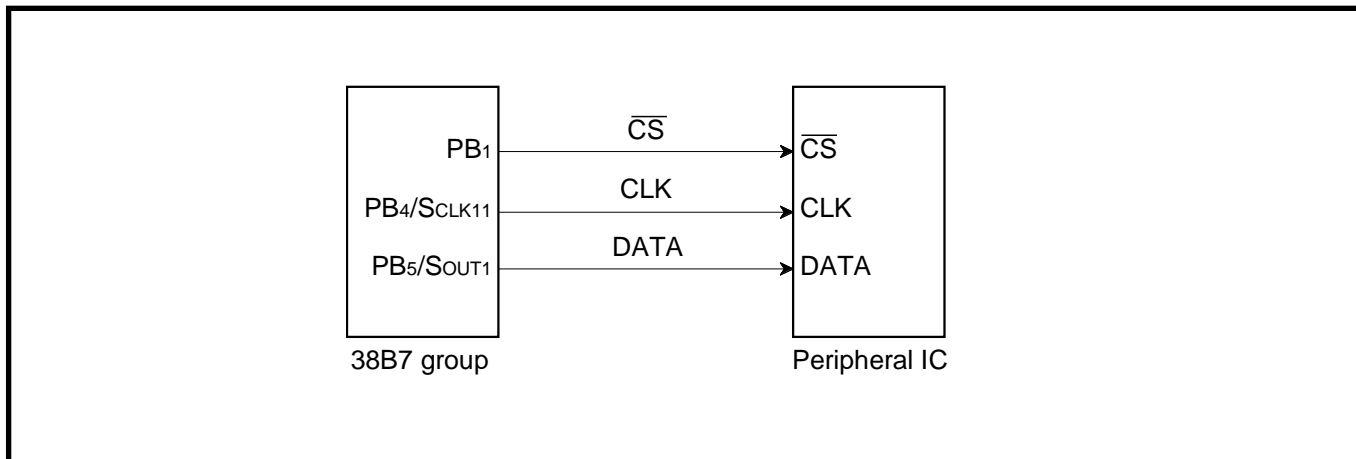 CS
PB1 CS
CLK
PB4/SCLK11 CLK
DATA
PB5/SOUT1 DATA
38B7 group Peripheral IC